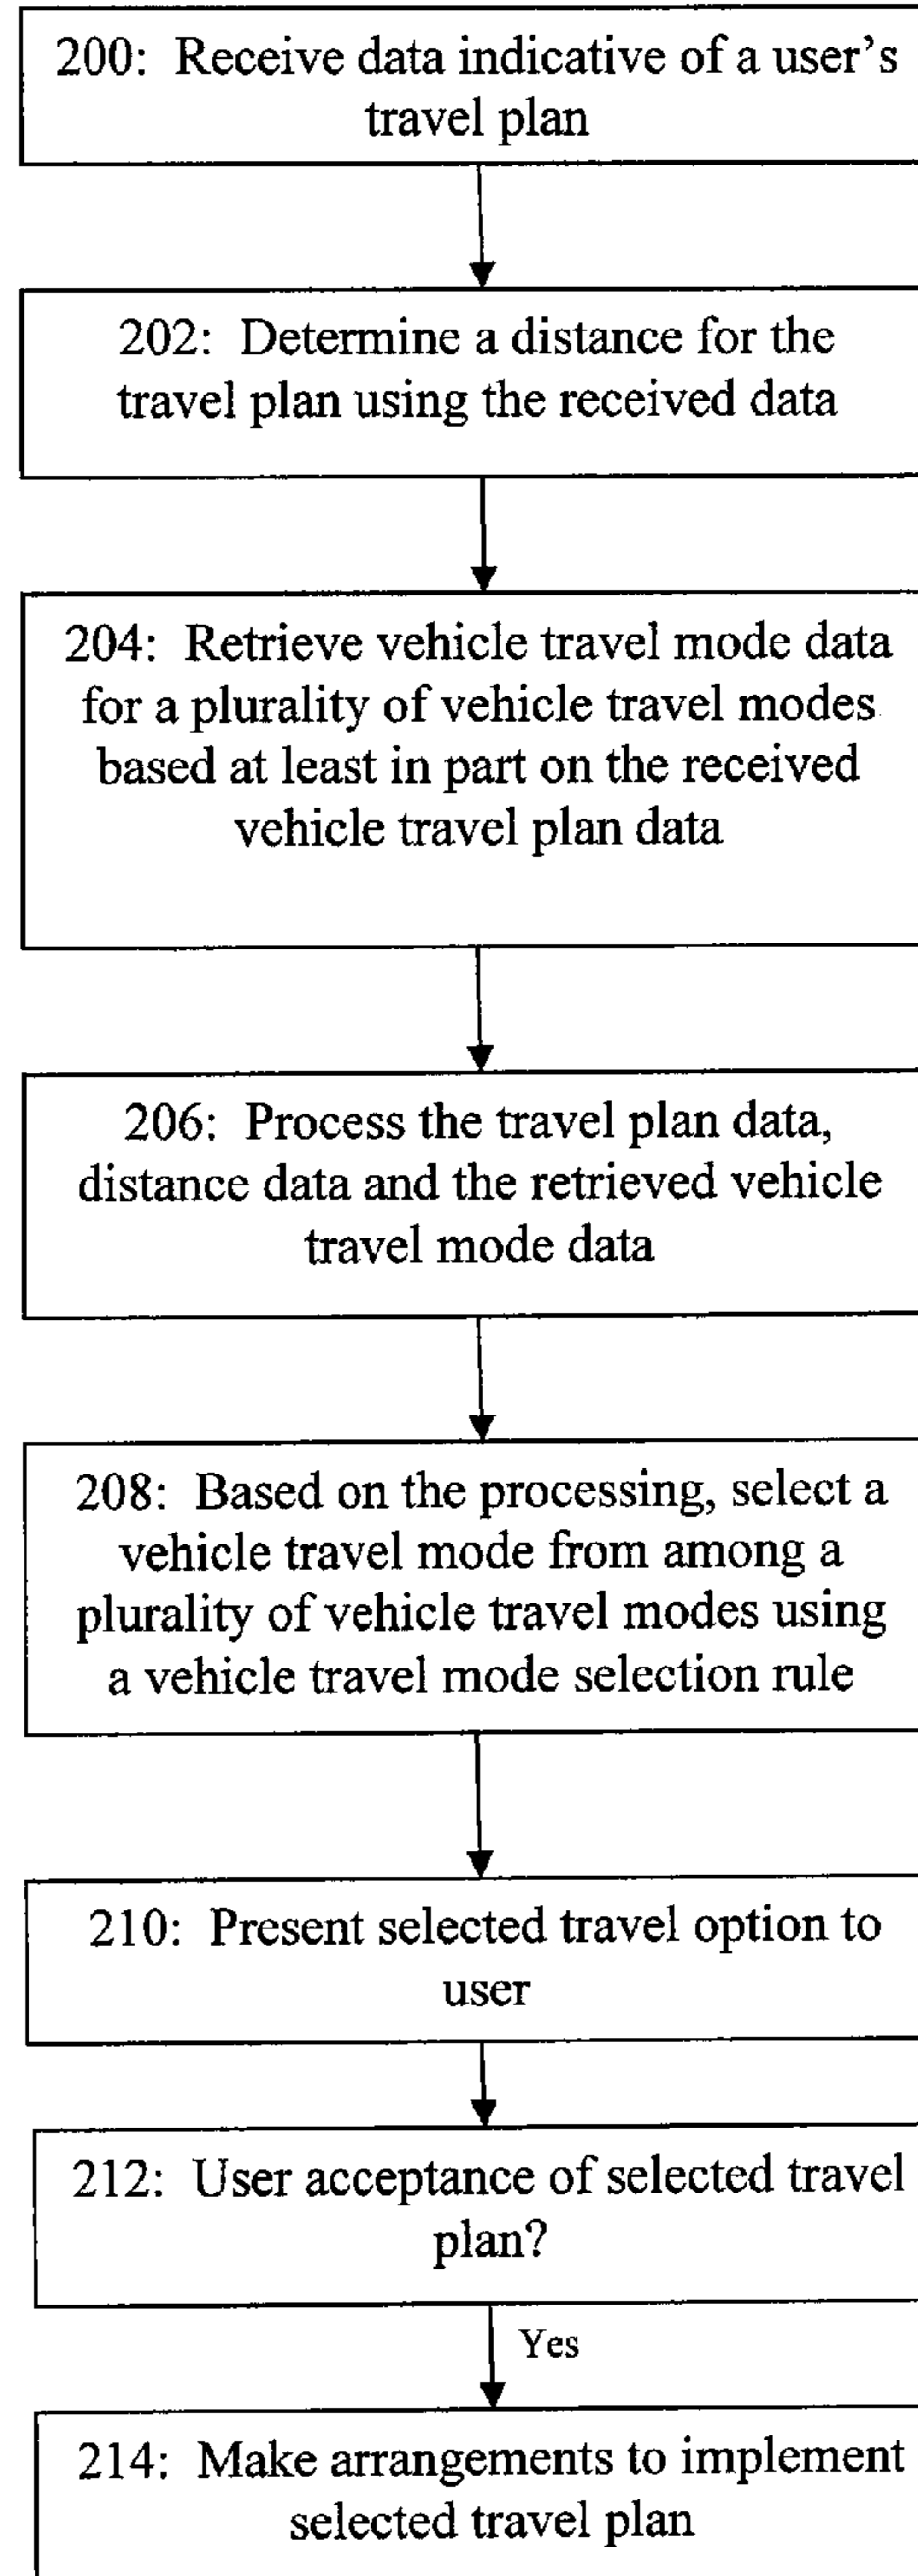 200: Receive data indicative of a user's
travel plan
202: Determine a distance for the
travel plan using the received data
204: Retrieve vehicle travel mode data
for a plurality of vehicle travel modes
based at least in part on the received
vehicle travel plan data
206: Process the travel plan data,
distance data and the retrieved vehicle
travel mode data
208: Based on the processing, select a
vehicle travel mode from among a
plurality of vehicle travel modes using
a vehicle travel mode selection rule
210: Present selected travel option to
user
212: User acceptance of selected travel
plan?
Yes
214: Make arrangements to implement
selected travel plan